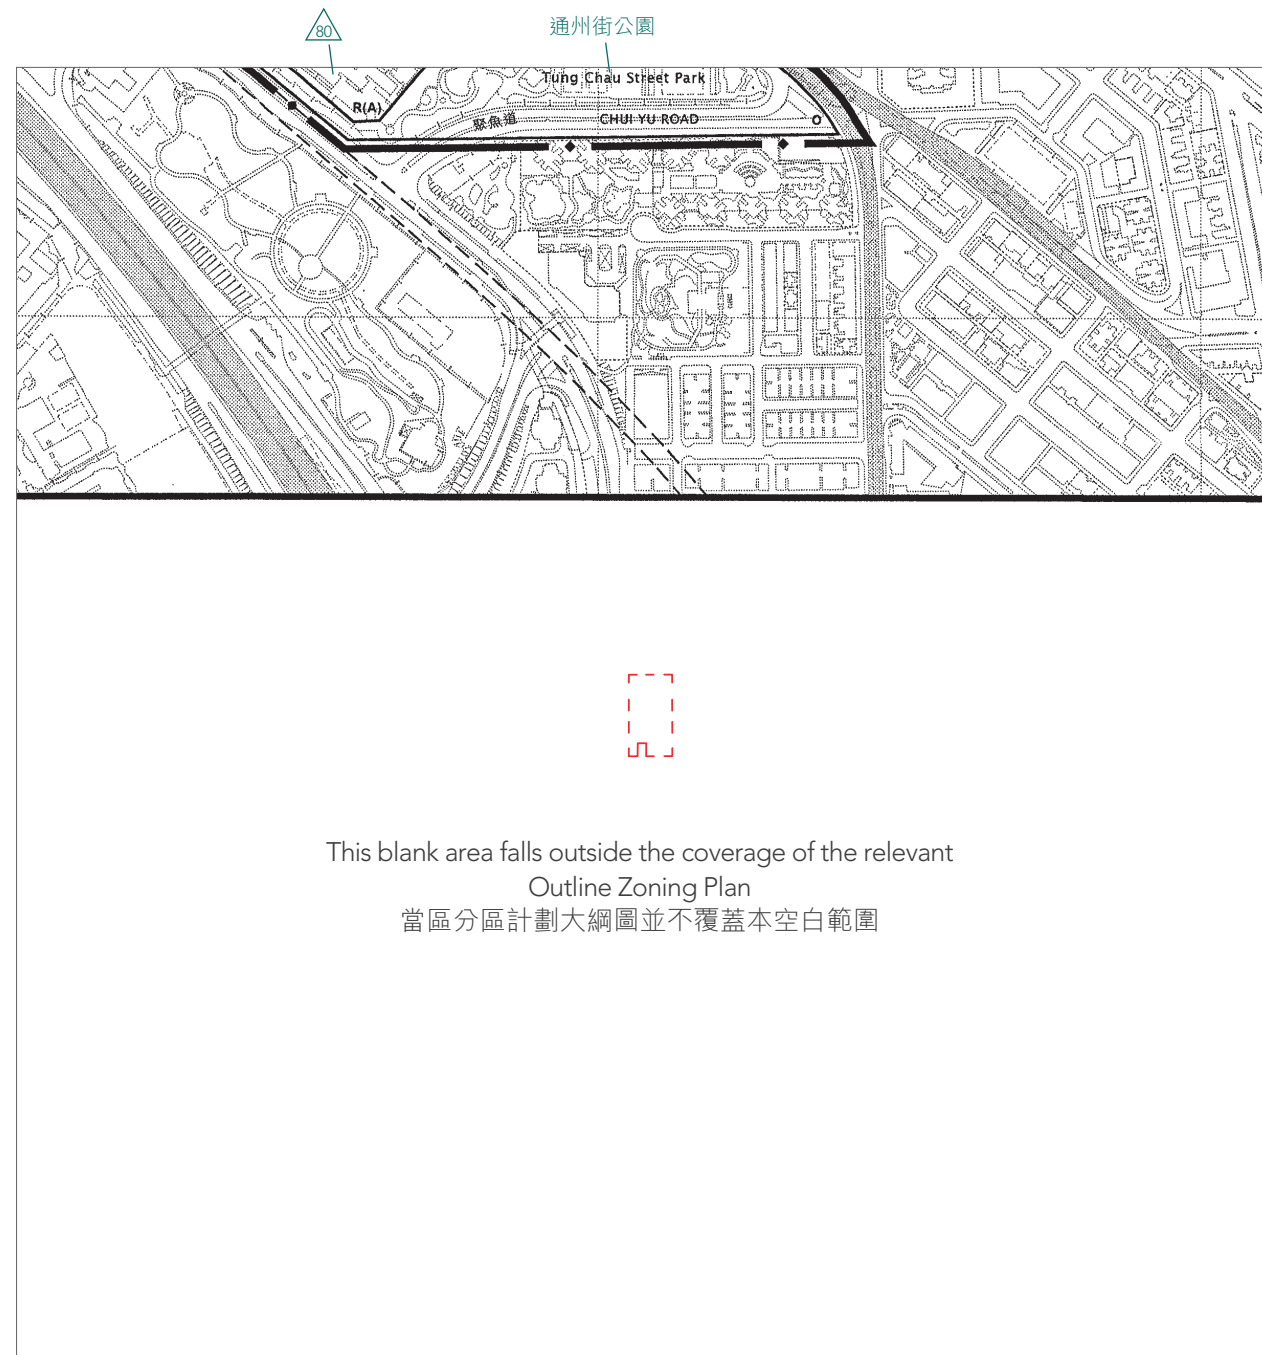 80
通州街公園
Tung Chau Street Park
R(A)
聚魚道
CHUI YU ROAD
O
This blank area falls outside the coverage of the relevant
Outline Zoning Plan
當區分區計劃大綱圖並不覆蓋本空白範圍